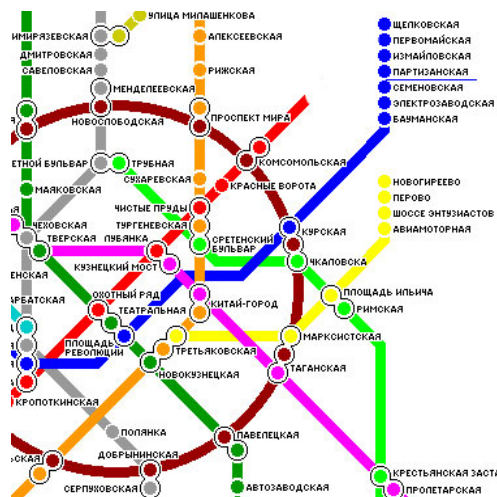 УЛИЦА МИЛАШЕНКОВА
ЩЕЛКОВСКАЯ
ИМИРЯЗЕВСКАЯ
АЛЕКСЕЕВСКАЯ
ПЕРВОМАЙСКАЯ
ДМИТРОВСКАЯ
ИЗМАЙЛОВСКАЯ
САВЕЛОВСКАЯ
РИЖСКАЯ
ПАРТИЗАНСКАЯ
МЕНДЕЛЕЕВСКАЯ
СЕМЕНОВСКАЯ
ЭЛЕКТРОЗАВОДСКАЯ
НОВОСЛОБОДСКАЯ
ПРОСПЕКТ МИРА
БАУМАНСКАЯ
ЕТНОЙ БУЛЬВАР
ТРУБНАЯ
КОМСОМОЛЬСКАЯ
СУХАРЕВСКАЯ
КРАСНЫЕ ВОРОТА
НОВОГИРЕЕВО
МАЯКОВСКАЯ
ПЕРОВО
ЧИСТЫЕ ПРУДЫ
ШОССЕ ЭНТУЗИАСТОВ
ЧЕХОВСКАЯ
ТУРГЕНЕВСКАЯ
АВИАМОТОРНАЯ
ТВЕРСКАЯ
ЛУБЯНКА
СРЕТЕНСКИЙ
БУЛЬВАР
КУРСКАЯ
КУЗНЕЦКИЙ МОСТ
ЧКАЛОВСКА
ЕНСКАЯ
ОХОТНЫЙ РЯД
ПЛОЩАДЬ ИЛЬИЧА
АРБАТСКАЯ
ТЕАТРАЛЬНАЯ
КИТАЙ-ГОРОД
РИМСКАЯ
ПЛОЩАДЬ
РЕВОЛЮЦИИ
МАРКСИСТСКАЯ
ТРЕТЬЯКОВСКАЯ
НОВОКУЗНЕЦКАЯ
ТАГАНСКАЯ
КРОПОТКИНСКАЯ
ПОЛЯНКА
ПАВЕЛЕЦКАЯ
ЬСКАЯ
ДОБРЫНИНСКАЯ
КРЕСТЬЯНСКАЯ ЗАСТА
СЕРПУХОВСКАЯ
АВТОЗАВОДСКАЯ
ПРОЛЕТАРСКАЯ